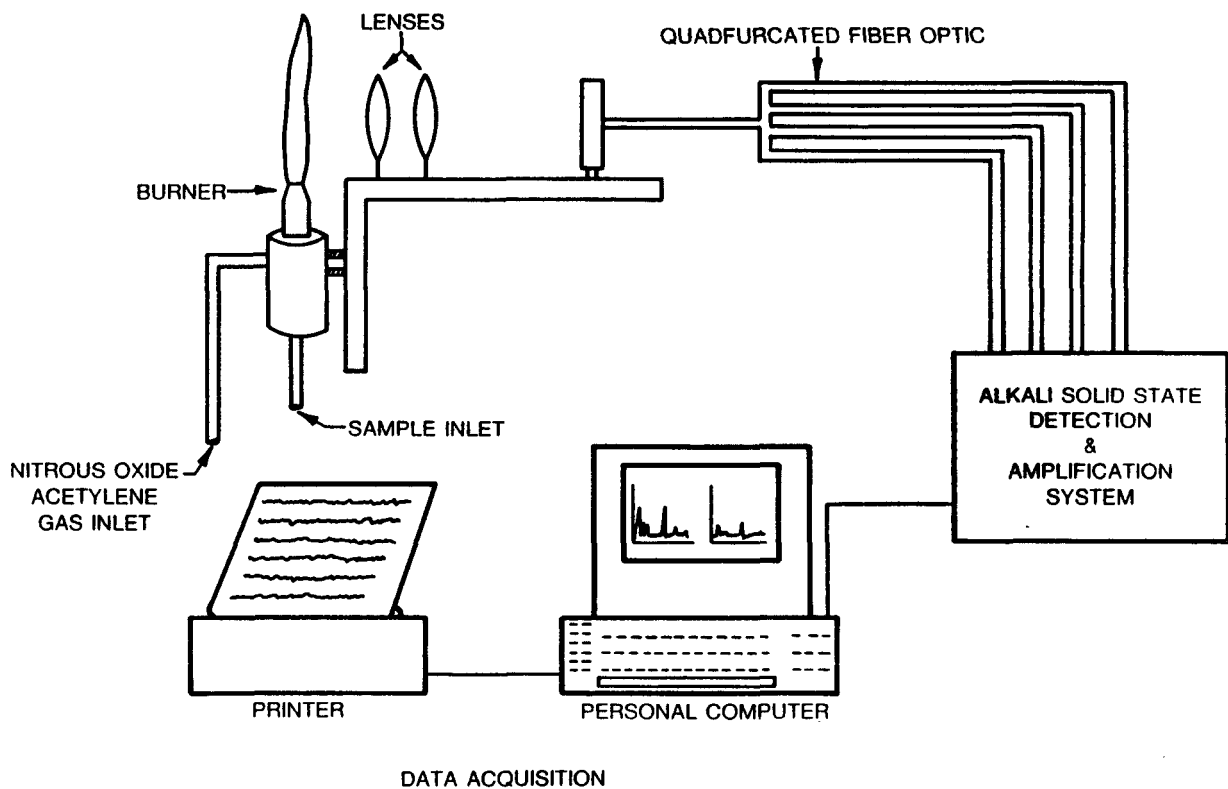 LENSES
QUADFURCATED FIBER OPTIC
BURNER
SAMPLE INLET
NITROUS OXIDE
ACETYLENE
GAS INLET
ALKALI SOLID STATE
DETECTION
&
AMPLIFICATION
SYSTEM
PRINTER
PERSONAL COMPUTER
DATA ACQUISITION